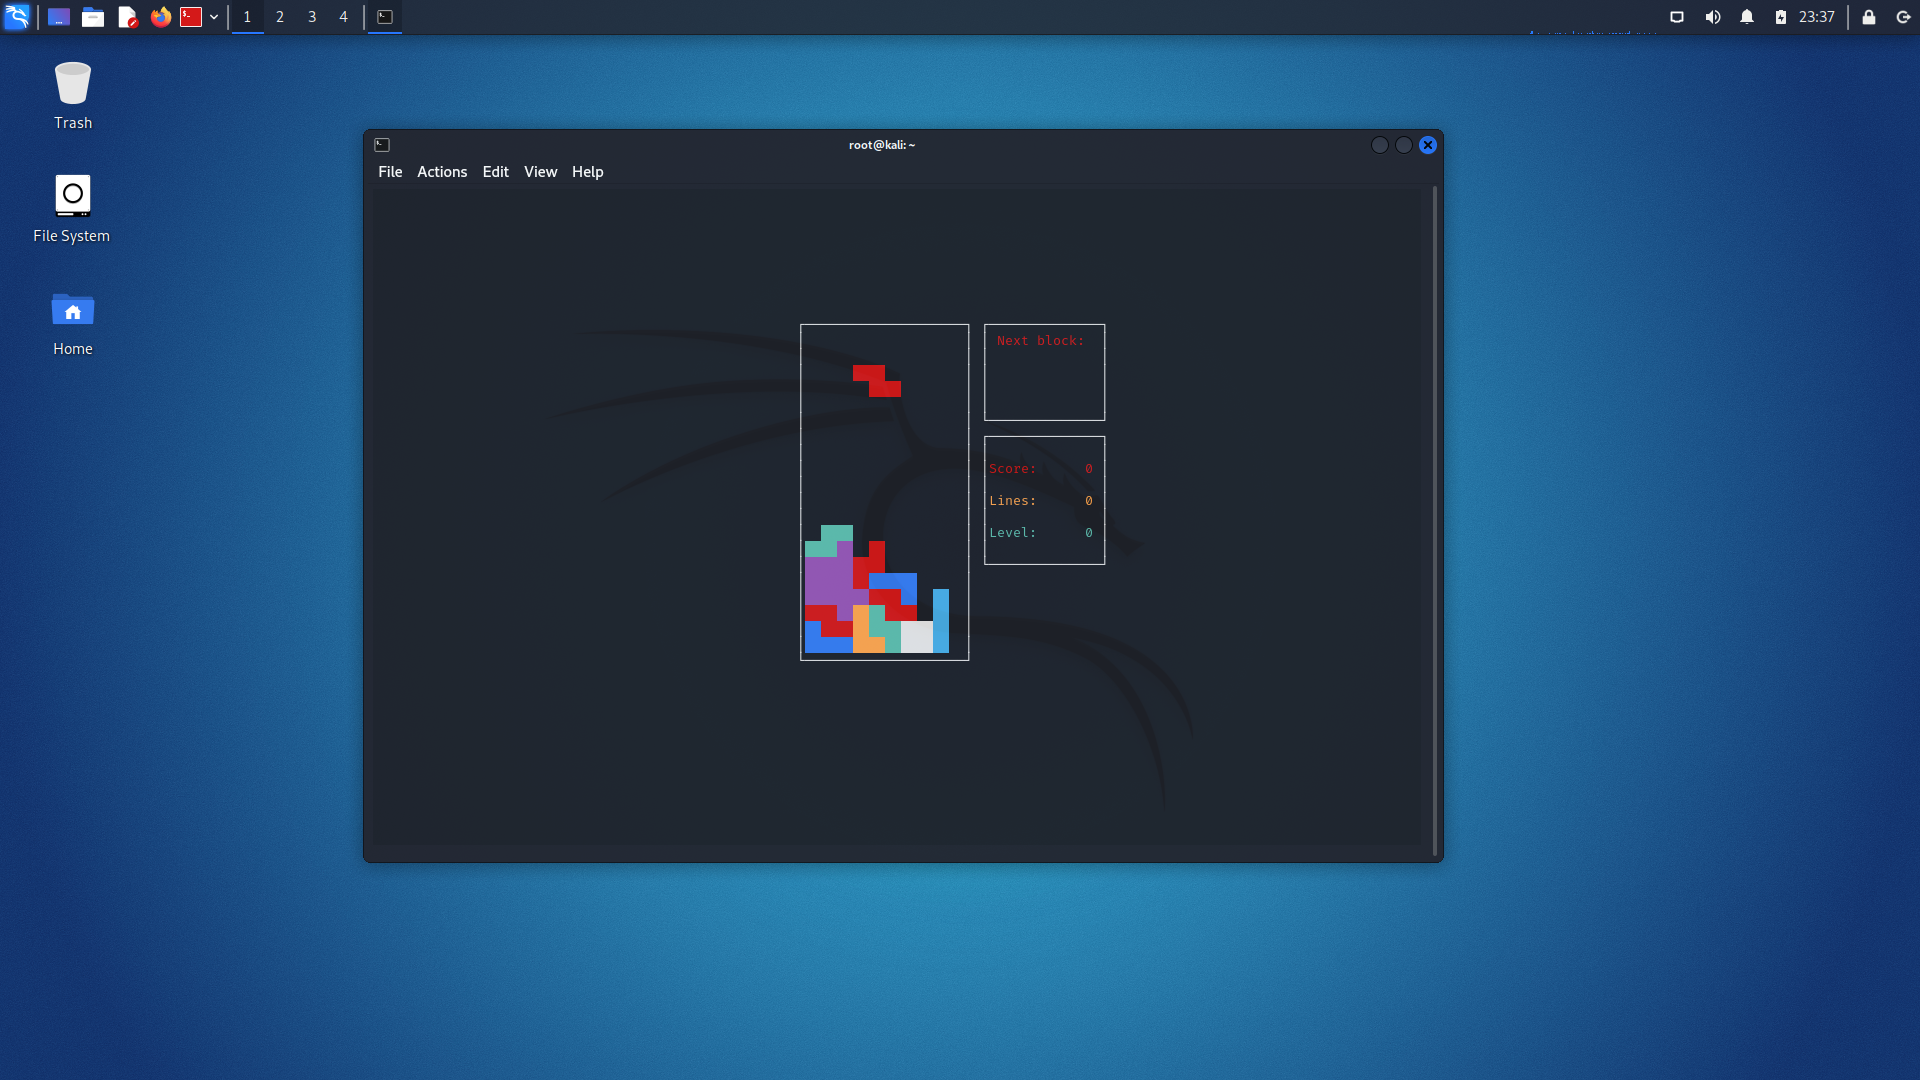 1 2 3 4 23:37
Trash
File System
Home
root@kali: ~
File Actions Edit View Help
Next block:
Score: 0
Lines: 0
Level: 0